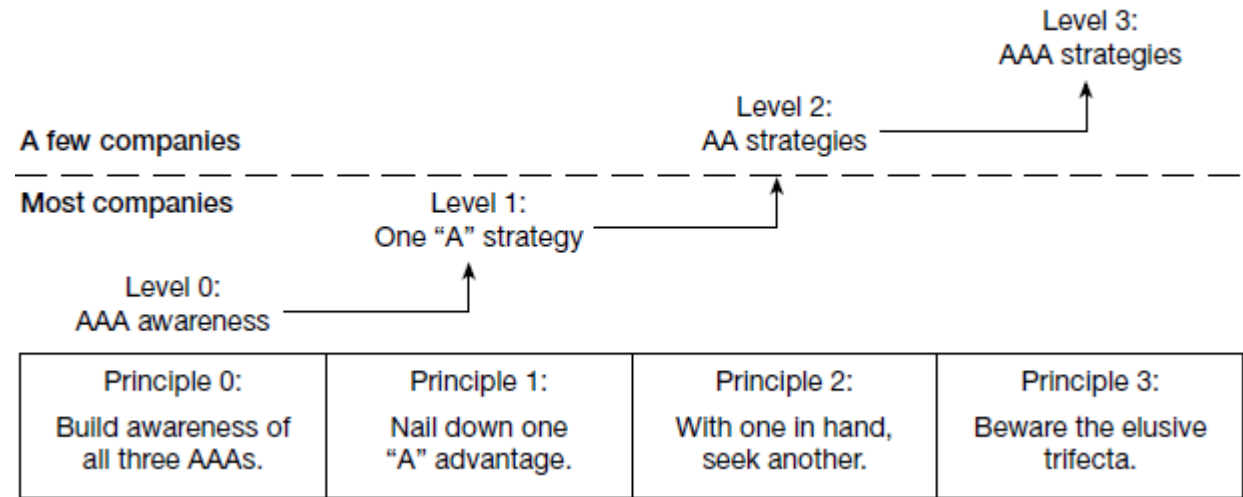 Level 3:
AAA strategies
Level 2:
AA strategies
A few companies
Most companies
Level 1:
One “A” strategy
Level 0:
AAA awareness
Principle 0:
Build awareness of
all three AAAs.
Principle 1:
Nail down one
“A” advantage.
Principle 2:
With one in hand,
seek another.
Principle 3:
Beware the elusive
trifecta.